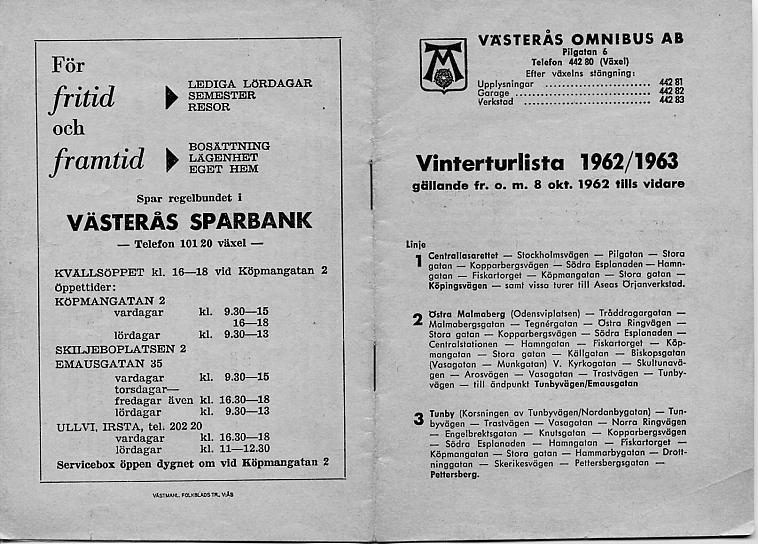 För
fritid
och
framtid
LEDIGA LÖRDAGAR
SEMESTER
RESOR
BOSÄTTNING
LÄGENHET
EGET HEM
Spar regelbundet i
VÄSTERÅS SPARBANK
— Telefon 101 20 växel —
KVÄLLSÖPPET kl. 16—18 vid Köpmangatan 2
Öppettider:
KÖPMANGATAN 2
vardagar kl. 9.30—15
16—18
lördagar kl. 9.30—13
SKILJEBOPLATSEN 2
EMAUSGATAN 35
vardagar kl. 9.30—15
torsdagar—
fredagar även kl. 16.30—18
lördagar kl. 9.30—13
ULLVI, IRSTA, tel. 202 20
vardagar kl. 16.30—18
lördagar kl. 11—12.30
Servicebox öppen dygnet om vid Köpmangatan 2
VÄSTMANL. FOLKBLADS TR., V:ÅS
VÄSTERÅS OMNIBUS AB
Pilgatan 6
Telefon 442 80 (Växel)
Efter växelns stängning:
Upplysningar ........................ 442 81
Garage ................................ 442 82
Verkstad ............................. 442 83
Vinterturlista 1962/1963
gällande fr. o. m. 8 okt. 1962 tills vidare
Linje
1 Centrallasarettet — Stockholmsvägen — Pilgatan — Stora
gatan — Kopparbergsvägen — Södra Esplanaden — Hamn-
gatan — Fiskartorget — Köpmangatan — Stora gatan —
Köpingsvägen — samt vissa turer till Aseas Örjanverkstad.
2 Östra Malmaberg (Odensviplatsen) — Tråddragargatan —
Malmabergsgatan — Tegnérgatan — Östra Ringvägen —
Stora gatan — Kopparbergsvägen — Södra Esplanaden —
Centralstationen — Hamngatan — Fiskartorget — Köp-
mangatan — Stora gatan — Källgatan — Biskopsgatan
(Vasagatan — Munkgatan) V. Kyrkogatan — Skultunavä-
gen — Arosvägen — Vasagatan — Trastvägen — Tunby-
vägen — till ändpunkt Tunbyvägen/Emausgatan
3 Tunby (Korsningen av Tunbyvägen/Nordanbygatan) — Tun-
byvägen — Trastvägen — Vasagatan — Norra Ringvägen
— Engelbrektsgatan — Knutsgatan — Kopparbergsvägen
— Södra Esplanaden — Hamngatan — Fiskartorget —
Köpmangatan — Stora gatan — Hammarbygatan — Drott-
ninggatan — Skerikesvägen — Pettersbergsgatan —
Pettersberg.